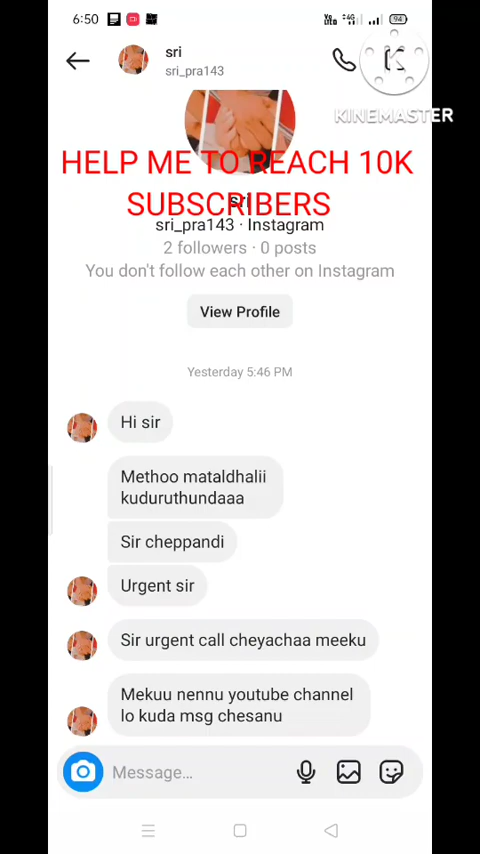 6:50
94
sri
sri_pra143
KINEMASTER
HELP ME TO REACH 10K
SUBSCRIBERS
sri
sri_pra143 · Instagram
2 followers · 0 posts
You don't follow each other on Instagram
View Profile
Yesterday 5:46 PM
Hi sir
Methoo mataldhalii
kuduruthundaaa
Sir cheppandi
Urgent sir
Sir urgent call cheyachaa meeku
Mekuu nennu youtube channel
lo kuda msg chesanu
Message...